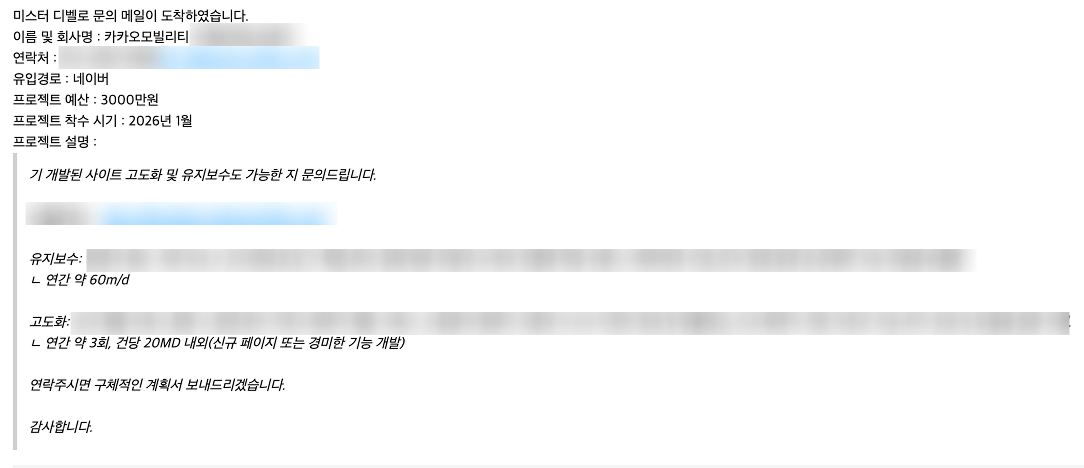 미스터 디벨로 문의 메일이 도착하였습니다.
이름 및 회사명 : 카카오모빌리티
연락처 :
유입경로 : 네이버
프로젝트 예산 : 3000만원
프로젝트 착수 시기 : 2026년 1월
프로젝트 설명 :
기 개발된 사이트 고도화 및 유지보수도 가능한 지 문의드립니다.
유지보수:
ㄴ 연간 약 60m/d
고도화:
ㄴ 연간 약 3회, 건당 20MD 내외(신규 페이지 또는 경미한 기능 개발)
연락주시면 구체적인 계획서 보내드리겠습니다.
감사합니다.